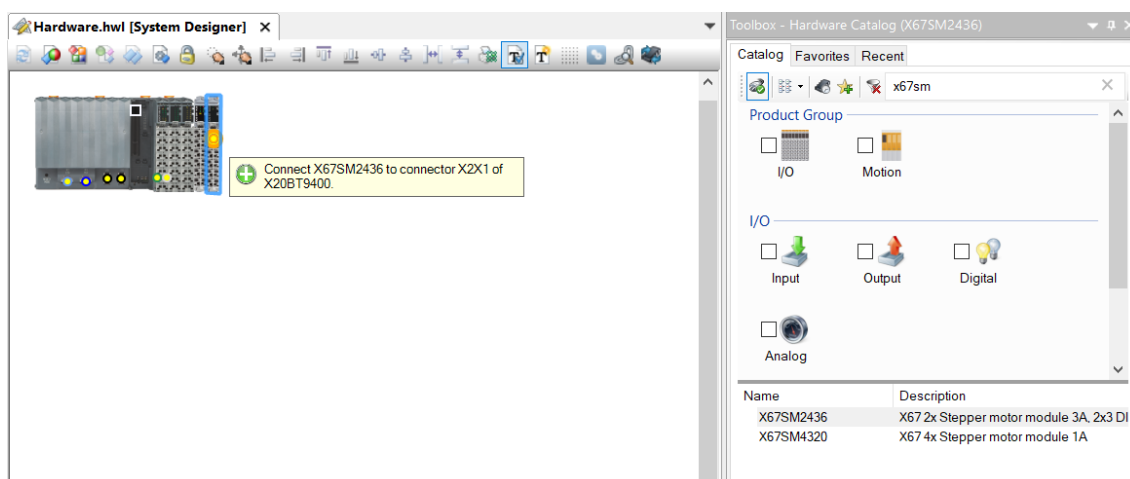 Hardware.hwl [System Designer] X
Toolbox - Hardware Catalog (X67SM2436)
Catalog Favorites Recent
x67sm
Product Group
I/O Motion
I/O
Input Output Digital
Analog
Connect X67SM2436 to connector X2X1 of
X20BT9400.
Name Description
X67SM2436 X67 2x Stepper motor module 3A, 2x3 DI
X67SM4320 X67 4x Stepper motor module 1A